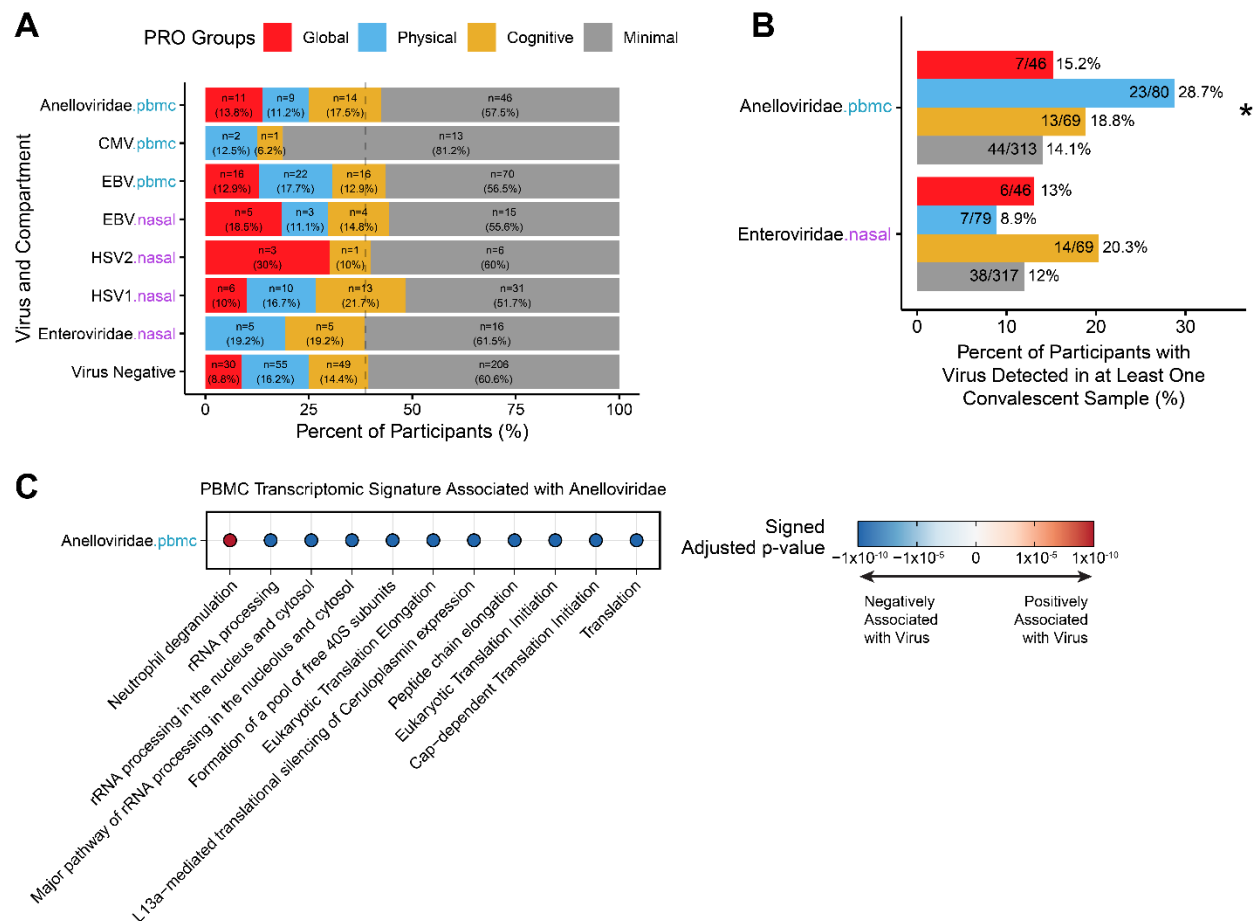 A
PRO Groups Global Physical Cognitive Minimal
Virus and Compartment
Anelloviridae.pbmc
n=11 n=9 n=14 n=46
(13.8%) (11.2%) (17.5%) (57.5%)
CMV.pbmc
n=2 n=1 n=13
(12.5%) (6.2%) (81.2%)
EBV.pbmc
n=16 n=22 n=16 n=70
(12.9%) (17.7%) (12.9%) (56.5%)
EBV.nasal
n=5 n=3 n=4 n=15
(18.5%) (11.1%) (14.8%) (55.6%)
HSV2.nasal
n=3 n=1 n=6
(30%) (10%) (60%)
HSV1.nasal
n=6 n=10 n=13 n=31
(10%) (16.7%) (21.7%) (51.7%)
Enteroviridae.nasal
n=5 n=5 n=16
(19.2%) (19.2%) (61.5%)
Virus Negative
n=30 n=55 n=49 n=206
(8.8%) (16.2%) (14.4%) (60.6%)
0 25 50 75 100
Percent of Participants (%)
B
Anelloviridae.pbmc
7/46 15.2%
23/80 28.7%
13/69 18.8%
44/313 14.1%
*
Enteroviridae.nasal
6/46 13%
7/79 8.9%
14/69 20.3%
38/317 12%
0 10 20 30
Percent of Participants with
Virus Detected in at Least One
Convalescent Sample (%)
C
PBMC Transcriptomic Signature Associated with Anelloviridae
Anelloviridae.pbmc
Neutrophil degranulation
rRNA processing
rRNA processing in the nucleus and cytosol
Major pathway of rRNA processing in the nucleolus and cytosol
Formation of a pool of free 40S subunits
Eukaryotic Translation Elongation
L13a−mediated translational silencing of Ceruloplasmin expression
Peptide chain elongation
Eukaryotic Translation Initiation
Cap−dependent Translation Initiation
Translation
Signed
Adjusted p-value
−1x10⁻¹⁰ −1x10⁻⁵ 0 1x10⁻⁵ 1x10⁻¹⁰
Negatively
Associated
with Virus
Positively
Associated
with Virus